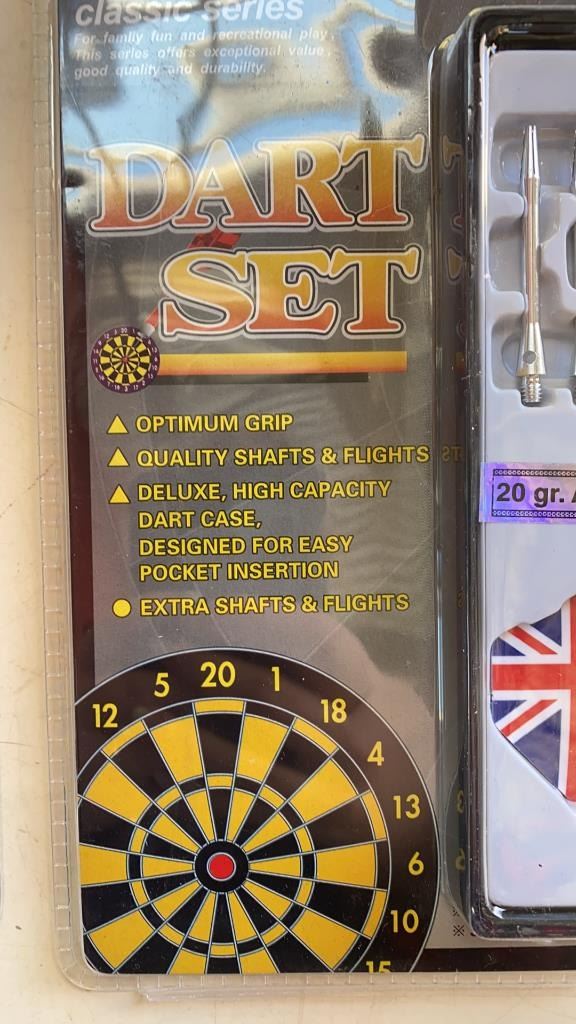 classic series
For family fun and recreational play,
This series offers exceptional value,
good quality and durability.
DART
SET
OPTIMUM GRIP
QUALITY SHAFTS & FLIGHTS
DELUXE, HIGH CAPACITY
DART CASE,
DESIGNED FOR EASY
POCKET INSERTION
EXTRA SHAFTS & FLIGHTS
20 gr.
12 5 20 1 18 4 13 6 10 15